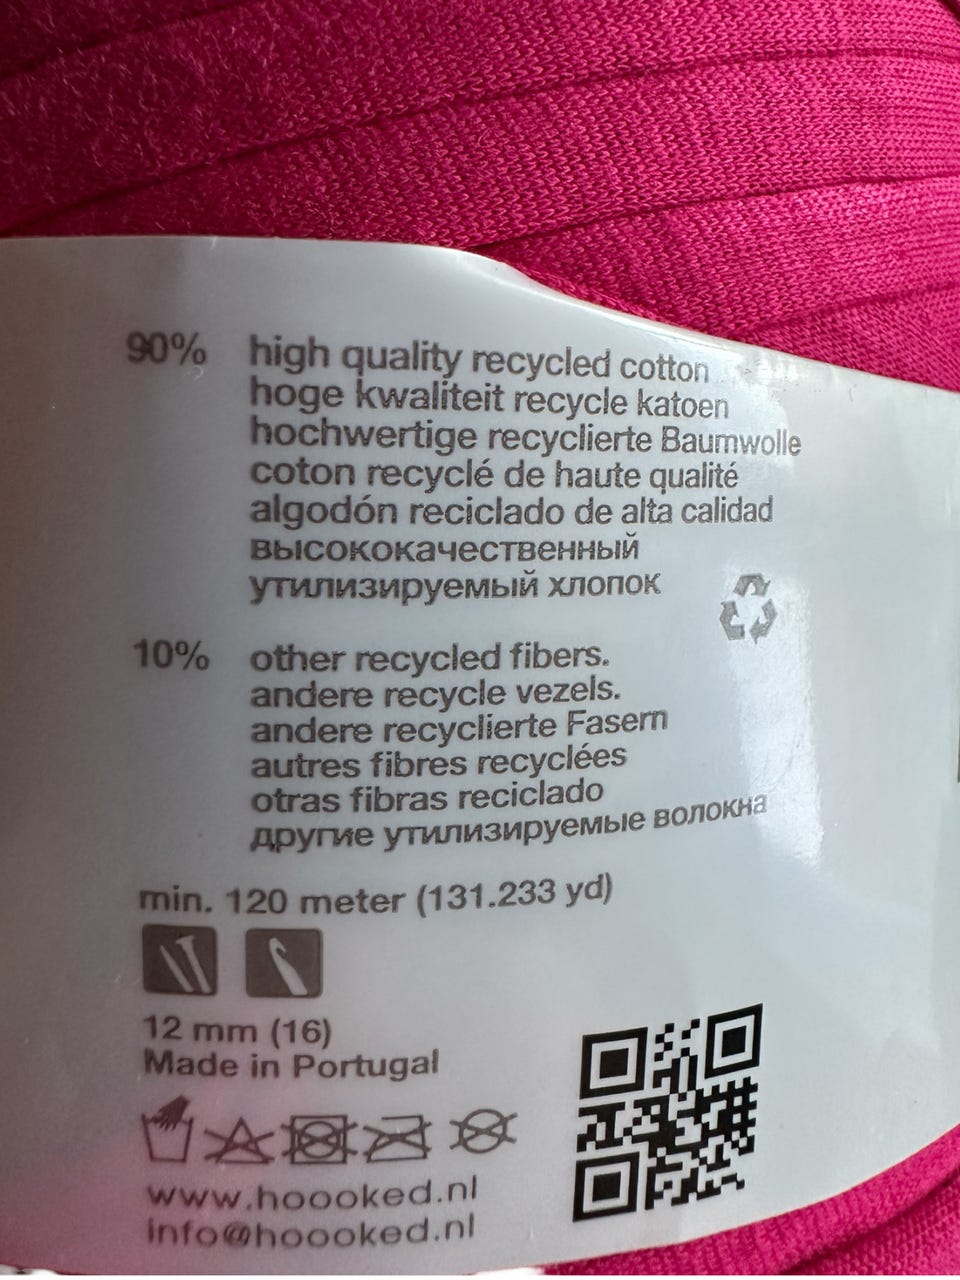 90% high quality recycled cotton
hoge kwaliteit recycle katoen
hochwertige recyclierte Baumwolle
coton recyclé de haute qualité
algodón reciclado de alta calidad
высококачественный
утилизируемый хлопок
10% other recycled fibers.
andere recycle vezels.
andere recyclierte Fasern
autres fibres recyclées
otras fibras reciclado
другие утилизируемые волокна
min. 120 meter (131.233 yd)
12 mm (16)
Made in Portugal
www.hoooked.nl
info@hoooked.nl